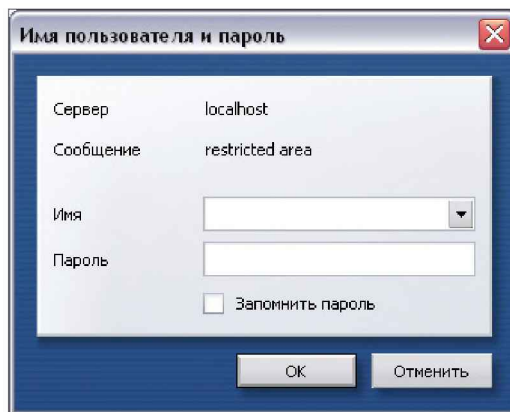 Имя пользователя и пароль
Сервер localhost
Сообщение restricted area
Имя
Пароль
Запомнить пароль
OK Отменить